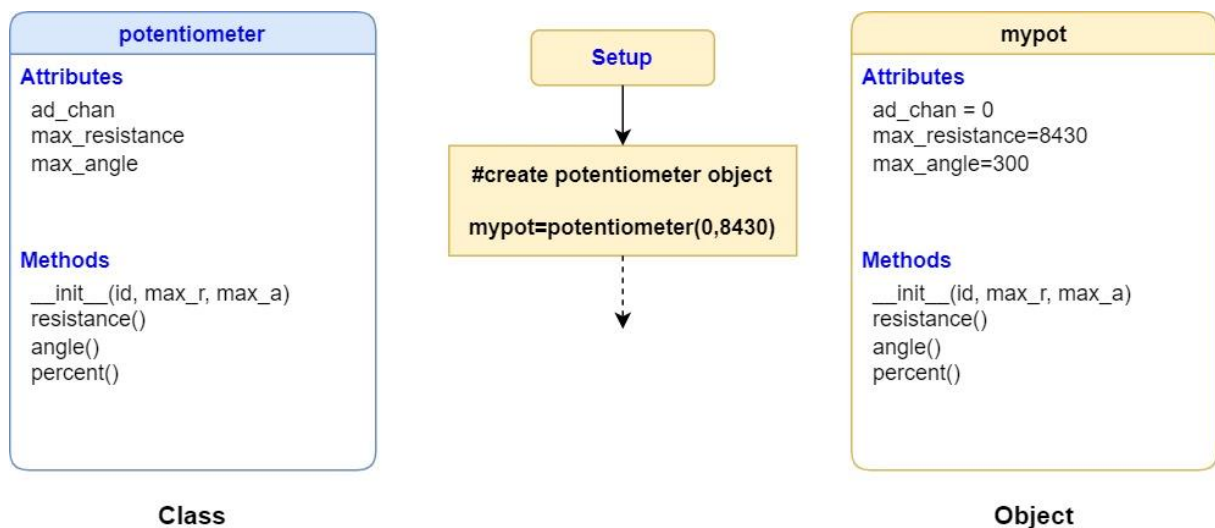 potentiometer
Attributes
ad_chan
max_resistance
max_angle
Methods
__init__(id, max_r, max_a)
resistance()
angle()
percent()
Class
Setup
#create potentiometer object
mypot=potentiometer(0,8430)
mypot
Attributes
ad_chan = 0
max_resistance=8430
max_angle=300
Methods
__init__(id, max_r, max_a)
resistance()
angle()
percent()
Object